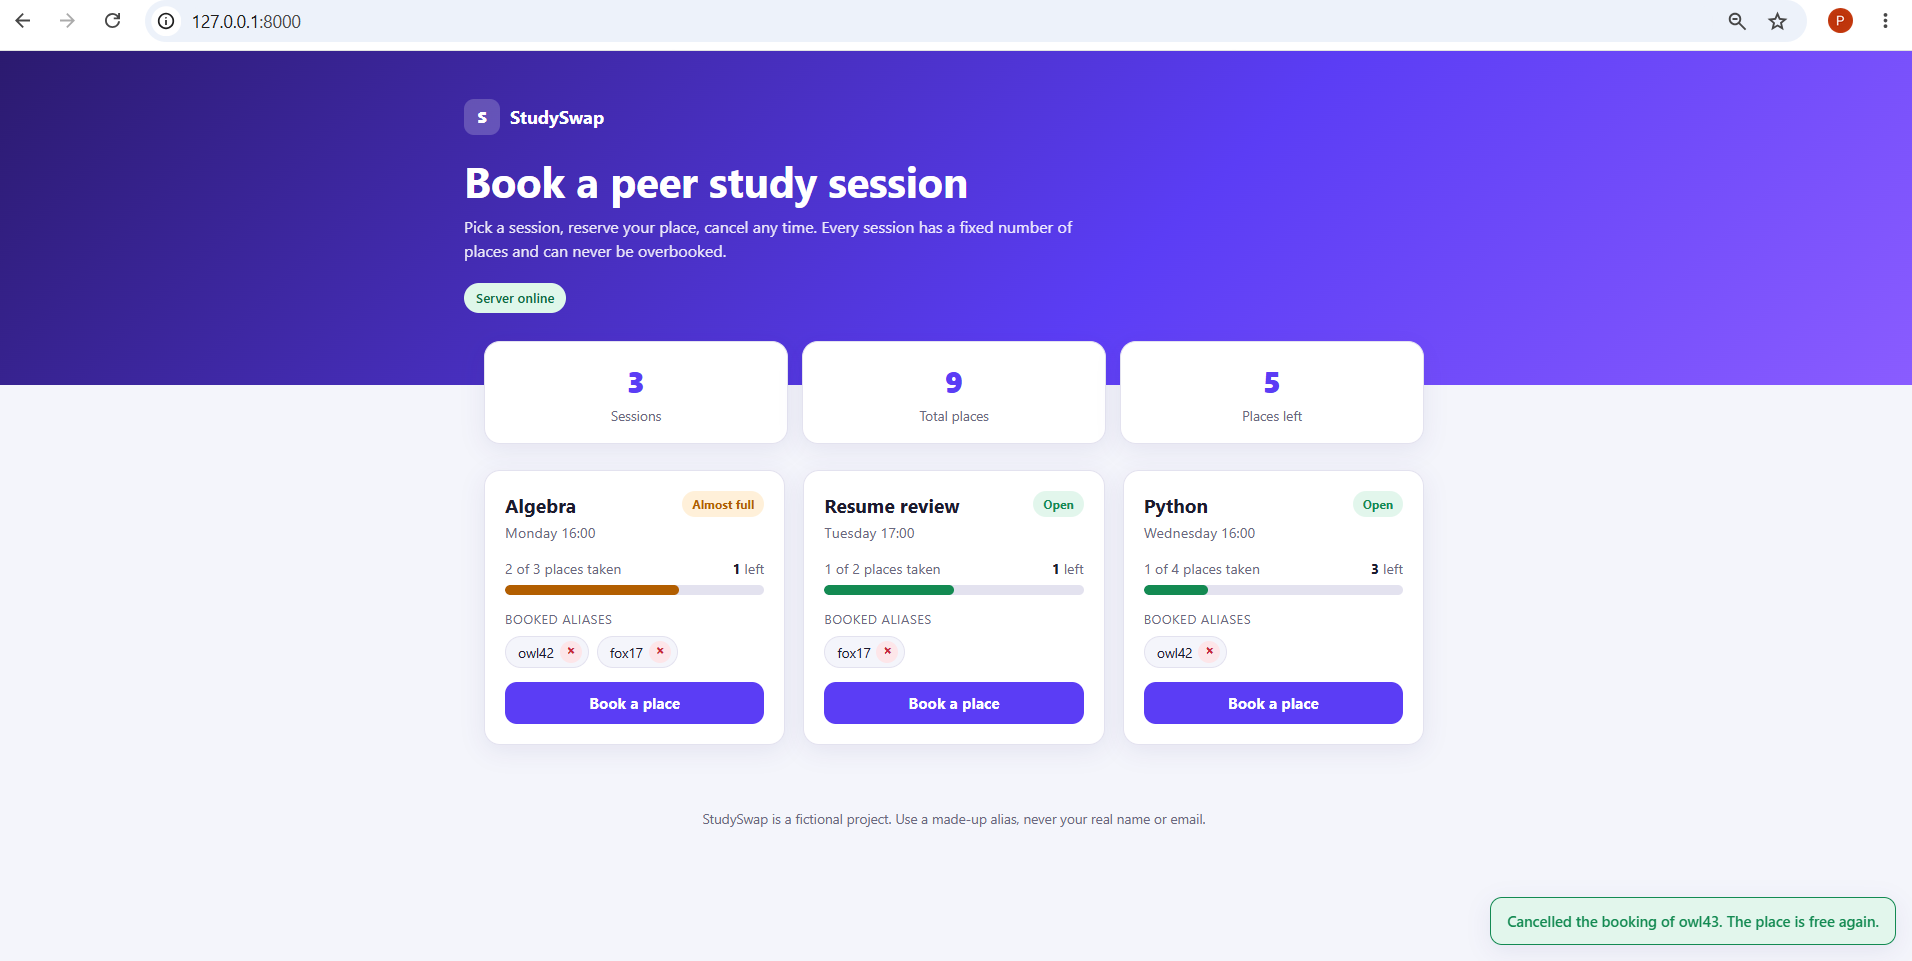 127.0.0.1:8000
P
S
StudySwap
Book a peer study session
Pick a session, reserve your place, cancel any time. Every session has a fixed number of
places and can never be overbooked.
Server online
3
Sessions
9
Total places
5
Places left
Algebra
Almost full
Monday 16:00
2 of 3 places taken
1 left
BOOKED ALIASES
owl42 ×
fox17 ×
Book a place
Resume review
Open
Tuesday 17:00
1 of 2 places taken
1 left
BOOKED ALIASES
fox17 ×
Book a place
Python
Open
Wednesday 16:00
1 of 4 places taken
3 left
BOOKED ALIASES
owl42 ×
Book a place
StudySwap is a fictional project. Use a made-up alias, never your real name or email.
Cancelled the booking of owl43. The place is free again.